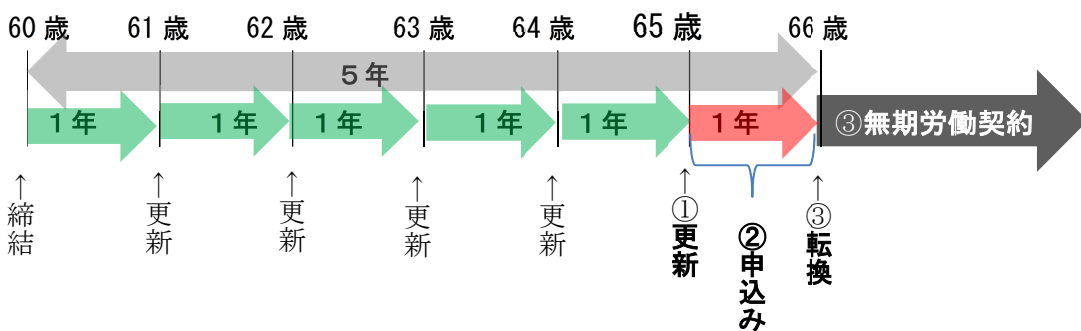 60歳 61歳 62歳 63歳 64歳 65歳 66歳
5年
1年 1年 1年 1年 1年 1年 ③無期労働契約
↑締結
↑更新
↑更新
↑更新
↑更新
↑①更新
②申込み
↑③転換